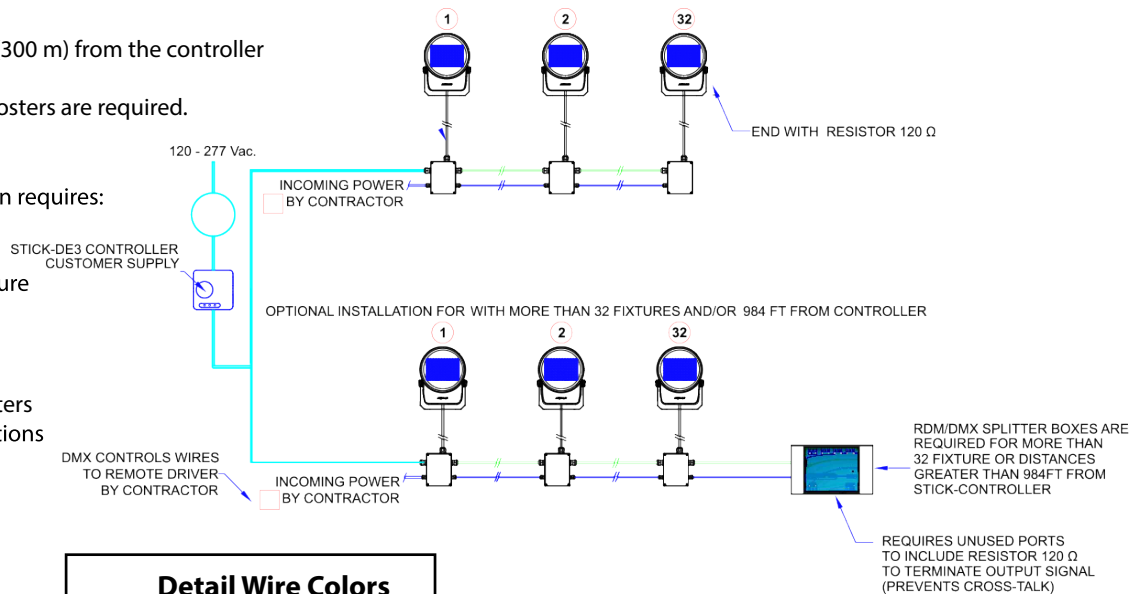 300 m) from the controller
osters are required.
n requires:
ure
ters
tions
1
2
32
END WITH RESISTOR 120 Ω
120 - 277 Vac.
INCOMING POWER
BY CONTRACTOR
STICK-DE3 CONTROLLER
CUSTOMER SUPPLY
OPTIONAL INSTALLATION FOR WITH MORE THAN 32 FIXTURES AND/OR 984 FT FROM CONTROLLER
1
2
32
DMX CONTROLS WIRES
TO REMOTE DRIVER
BY CONTRACTOR
INCOMING POWER
BY CONTRACTOR
RDM/DMX SPLITTER BOXES ARE
REQUIRED FOR MORE THAN
32 FIXTURE OR DISTANCES
GREATER THAN 984FT FROM
STICK-CONTROLLER
REQUIRES UNUSED PORTS
TO INCLUDE RESISTOR 120 Ω
TO TERMINATE OUTPUT SIGNAL
(PREVENTS CROSS-TALK)
Detail Wire Colors